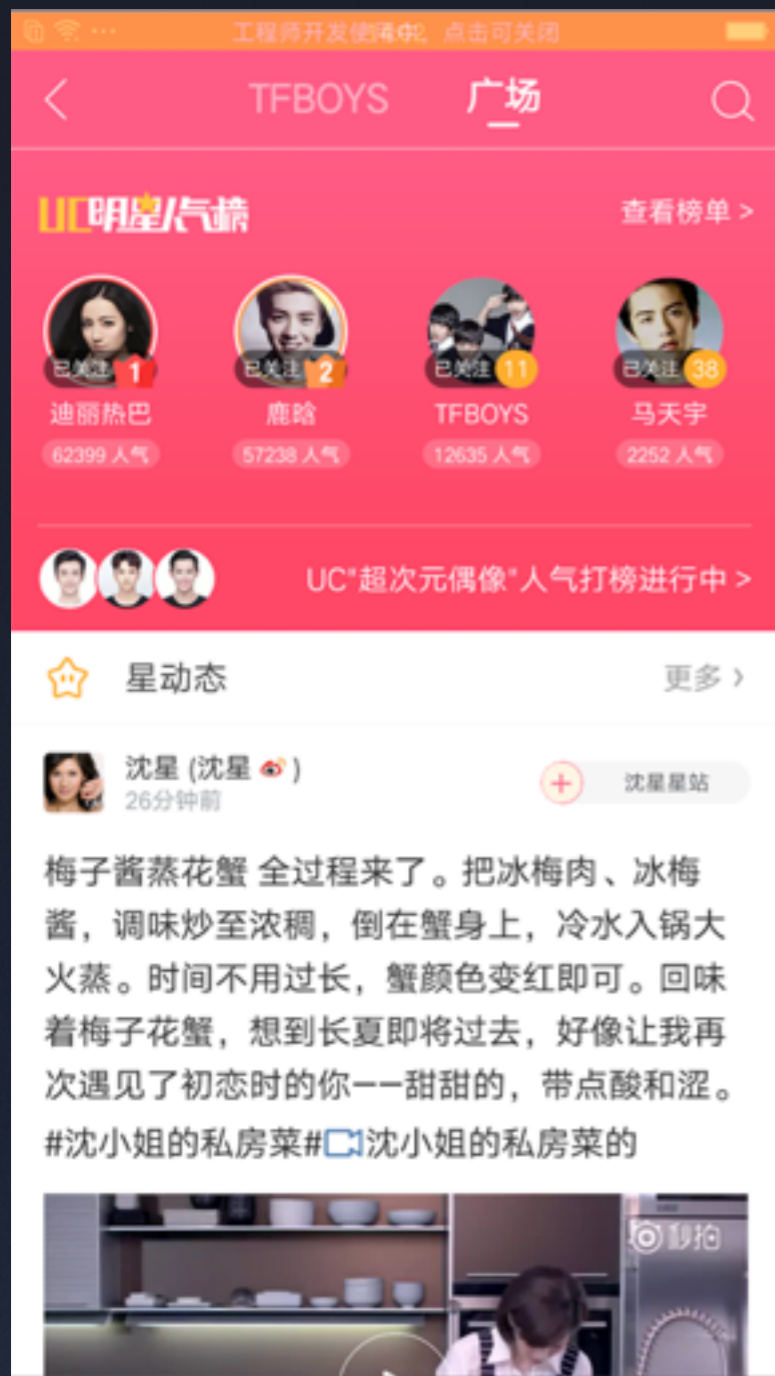 工程师开发使用中，点击可关闭
TFBOYS 广场
UC明星人气榜 查看榜单 >
已关注 1 已关注 2 已关注 11 已关注 38
迪丽热巴 鹿晗 TFBOYS 马天宇
62399 人气 57238 人气 12635 人气 2252 人气
UC"超次元偶像"人气打榜进行中 >
星动态 更多 >
沈星 (沈星 )
26分钟前
沈星星站
梅子酱蒸花蟹 全过程来了。把冰梅肉、冰梅
酱，调味炒至浓稠，倒在蟹身上，冷水入锅大
火蒸。时间不用过长，蟹颜色变红即可。回味
着梅子花蟹，想到长夏即将过去，好像让我再
次遇见了初恋时的你——甜甜的，带点酸和涩。
#沈小姐的私房菜#沈小姐的私房菜的
秒拍